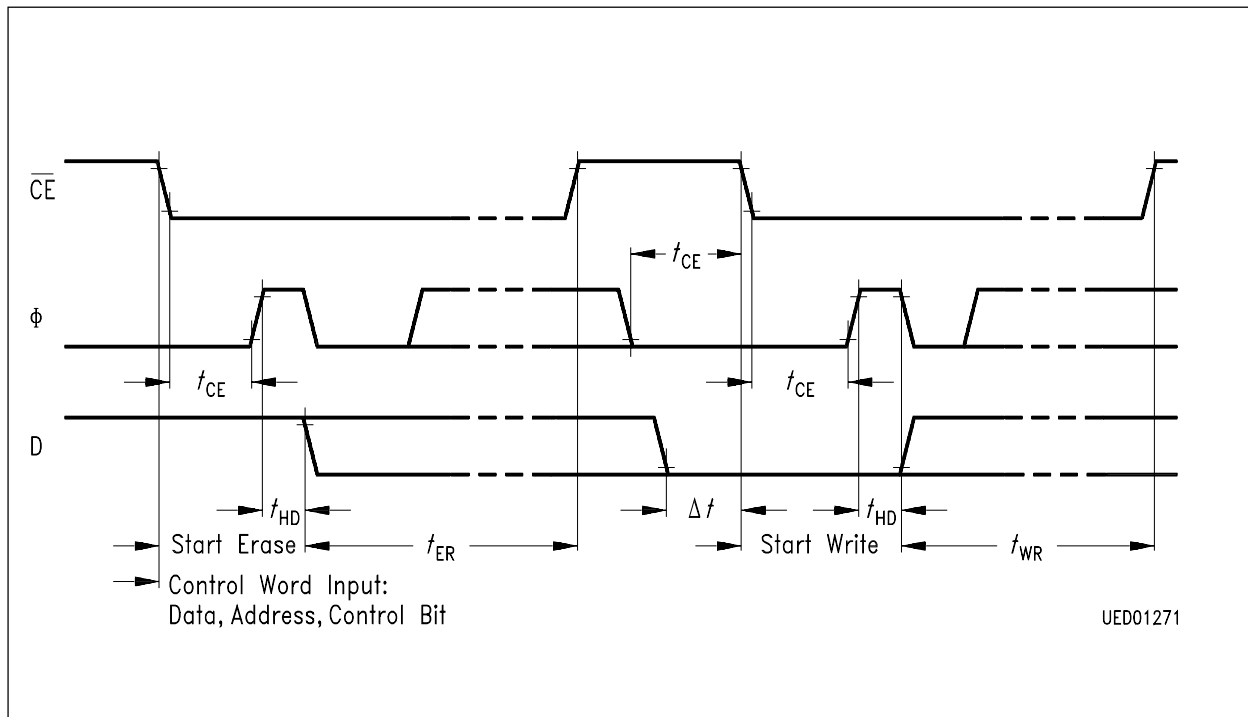 C̅E̅
t_CE
Φ
t_CE
t_CE
D
t_HD
Δt
t_HD
Start Erase
t_ER
Start Write
t_WR
Control Word Input:
Data, Address, Control Bit
UED01271